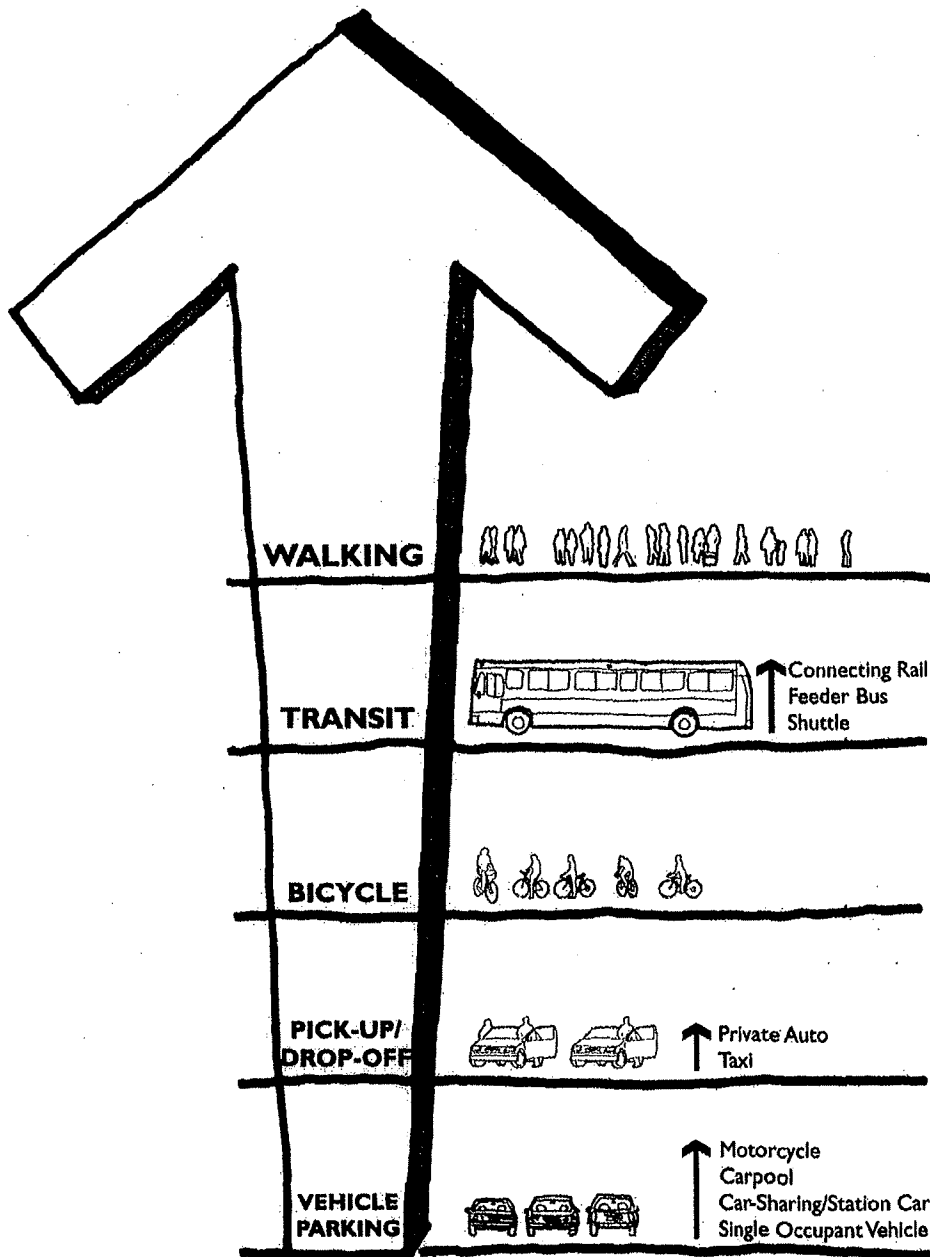 WALKING
TRANSIT
Connecting Rail
Feeder Bus
Shuttle
BICYCLE
PICK-UP/
DROP-OFF
Private Auto
Taxi
VEHICLE
PARKING
Motorcycle
Carpool
Car-Sharing/Station Car
Single Occupant Vehicle